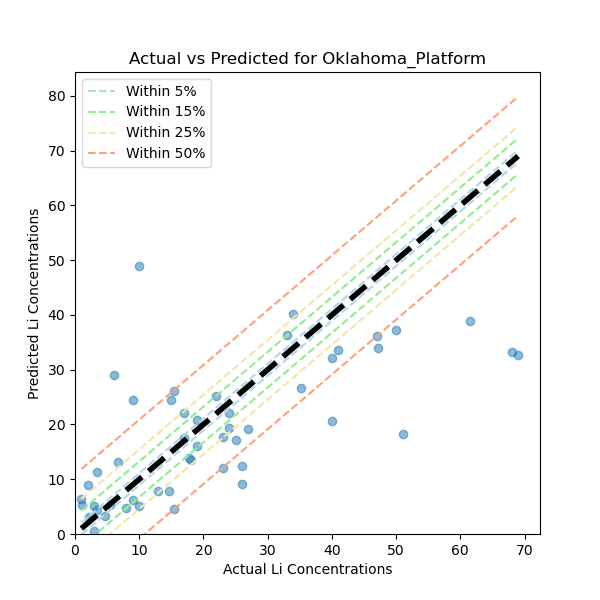 Actual vs Predicted for Oklahoma_Platform
Within 5%
Within 15%
Within 25%
Within 50%
80
70
60
50
40
30
20
10
0
Predicted Li Concentrations
0 10 20 30 40 50 60 70
Actual Li Concentrations